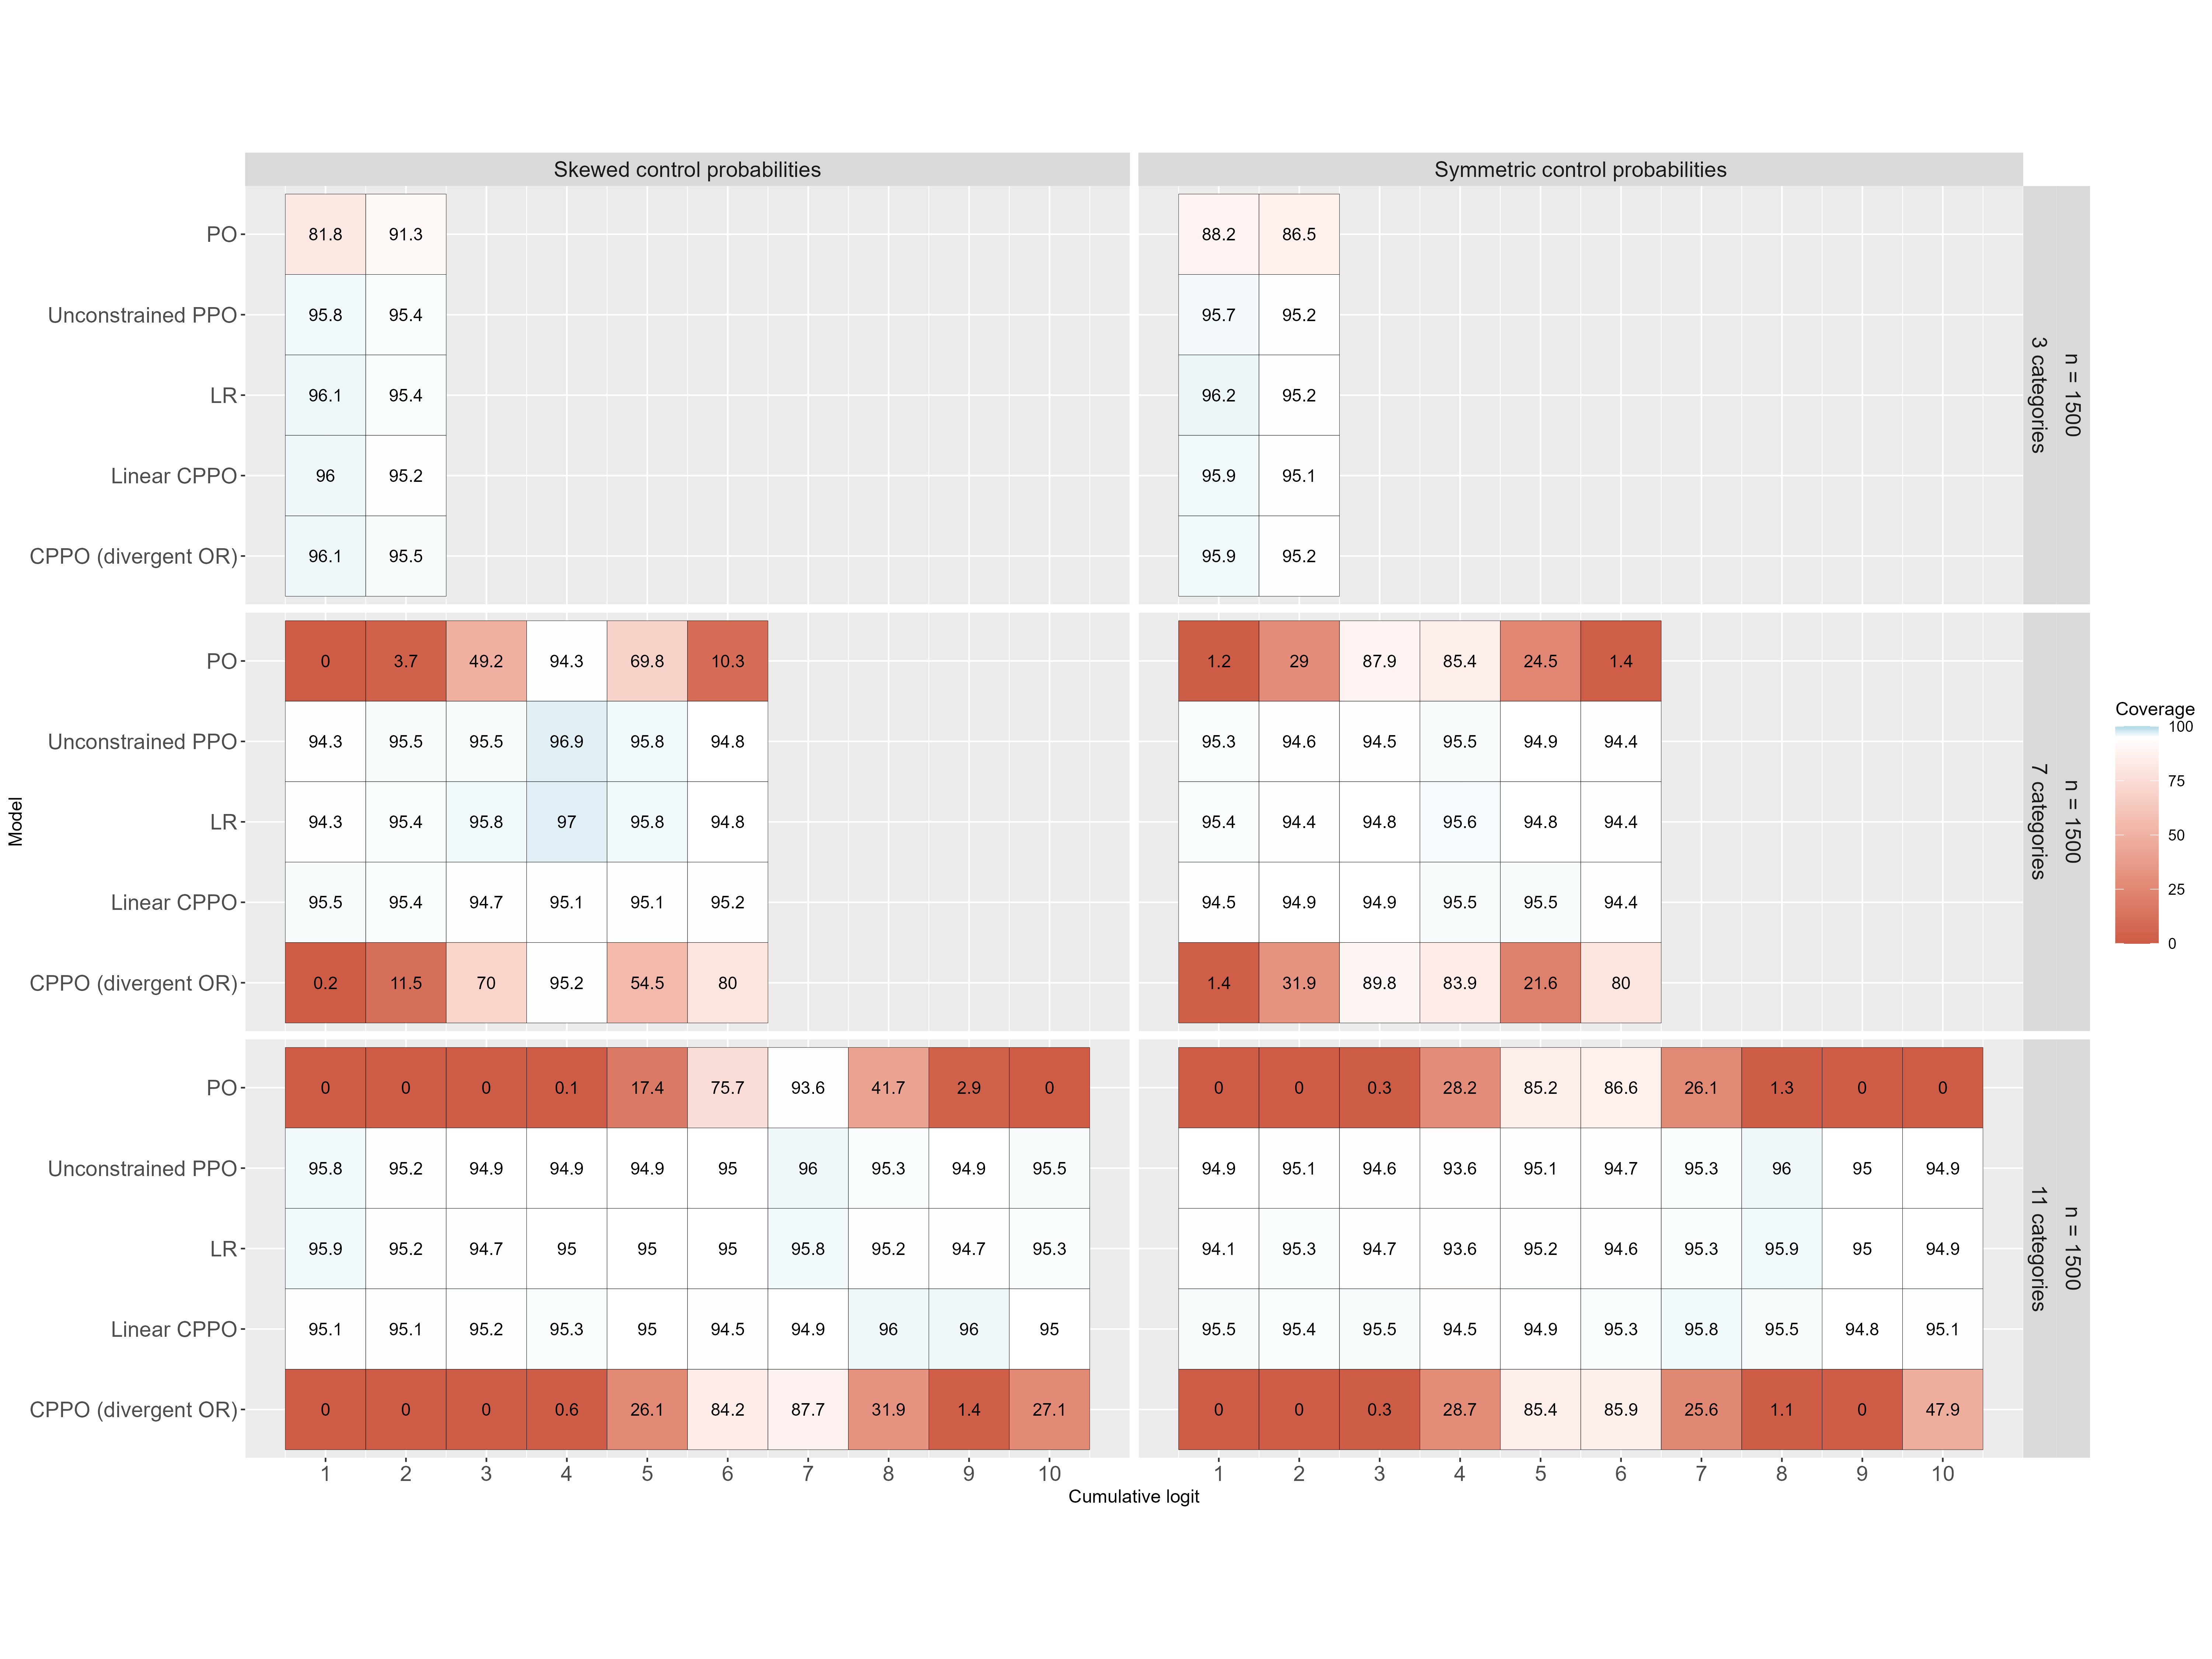 Skewed control probabilities
Symmetric control probabilities
PO
81.8 91.3
88.2 86.5
Unconstrained PPO
95.8 95.4
95.7 95.2
LR
96.1 95.4
96.2 95.2
Linear CPPO
96 95.2
95.9 95.1
CPPO (divergent OR)
96.1 95.5
95.9 95.2
3 categories
n = 1500
PO
0 3.7 49.2 94.3 69.8 10.3
1.2 29 87.9 85.4 24.5 1.4
Unconstrained PPO
94.3 95.5 95.5 96.9 95.8 94.8
95.3 94.6 94.5 95.5 94.9 94.4
LR
94.3 95.4 95.8 97 95.8 94.8
95.4 94.4 94.8 95.6 94.8 94.4
Linear CPPO
95.5 95.4 94.7 95.1 95.1 95.2
94.5 94.9 94.9 95.5 95.5 94.4
CPPO (divergent OR)
0.2 11.5 70 95.2 54.5 80
1.4 31.9 89.8 83.9 21.6 80
7 categories
n = 1500
PO
0 0 0 0.1 17.4 75.7 93.6 41.7 2.9 0
0 0 0.3 28.2 85.2 86.6 26.1 1.3 0 0
Unconstrained PPO
95.8 95.2 94.9 94.9 94.9 95 96 95.3 94.9 95.5
94.9 95.1 94.6 93.6 95.1 94.7 95.3 96 95 94.9
LR
95.9 95.2 94.7 95 95 95 95.8 95.2 94.7 95.3
94.1 95.3 94.7 93.6 95.2 94.6 95.3 95.9 95 94.9
Linear CPPO
95.1 95.1 95.2 95.3 95 94.5 94.9 96 96 95
95.5 95.4 95.5 94.5 94.9 95.3 95.8 95.5 94.8 95.1
CPPO (divergent OR)
0 0 0 0.6 26.1 84.2 87.7 31.9 1.4 27.1
0 0 0.3 28.7 85.4 85.9 25.6 1.1 0 47.9
11 categories
n = 1500
1 2 3 4 5 6 7 8 9 10
1 2 3 4 5 6 7 8 9 10
Cumulative logit
Model
Coverage
100
75
50
25
0